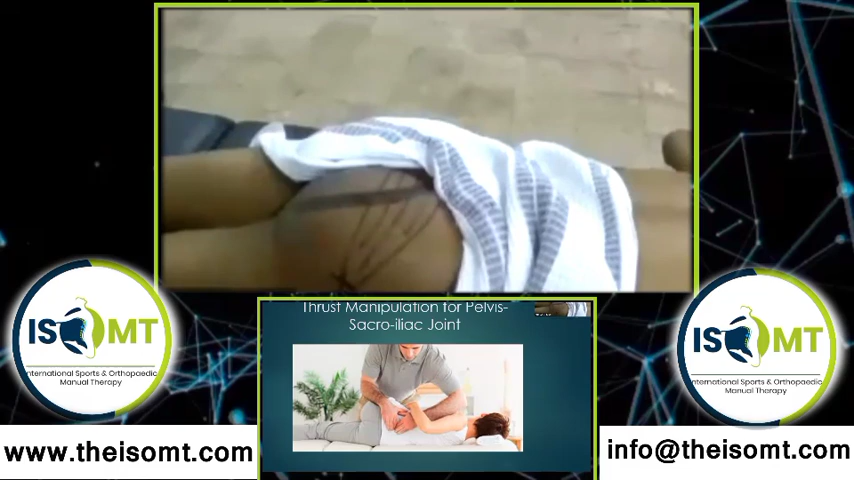 Thrust Manipulation for Pelvis-
Sacro-iliac Joint
ISOMT
International Sports & Orthopaedic
Manual Therapy
ISOMT
International Sports & Orthopaedic
Manual Therapy
www.theisomt.com
info@theisomt.com